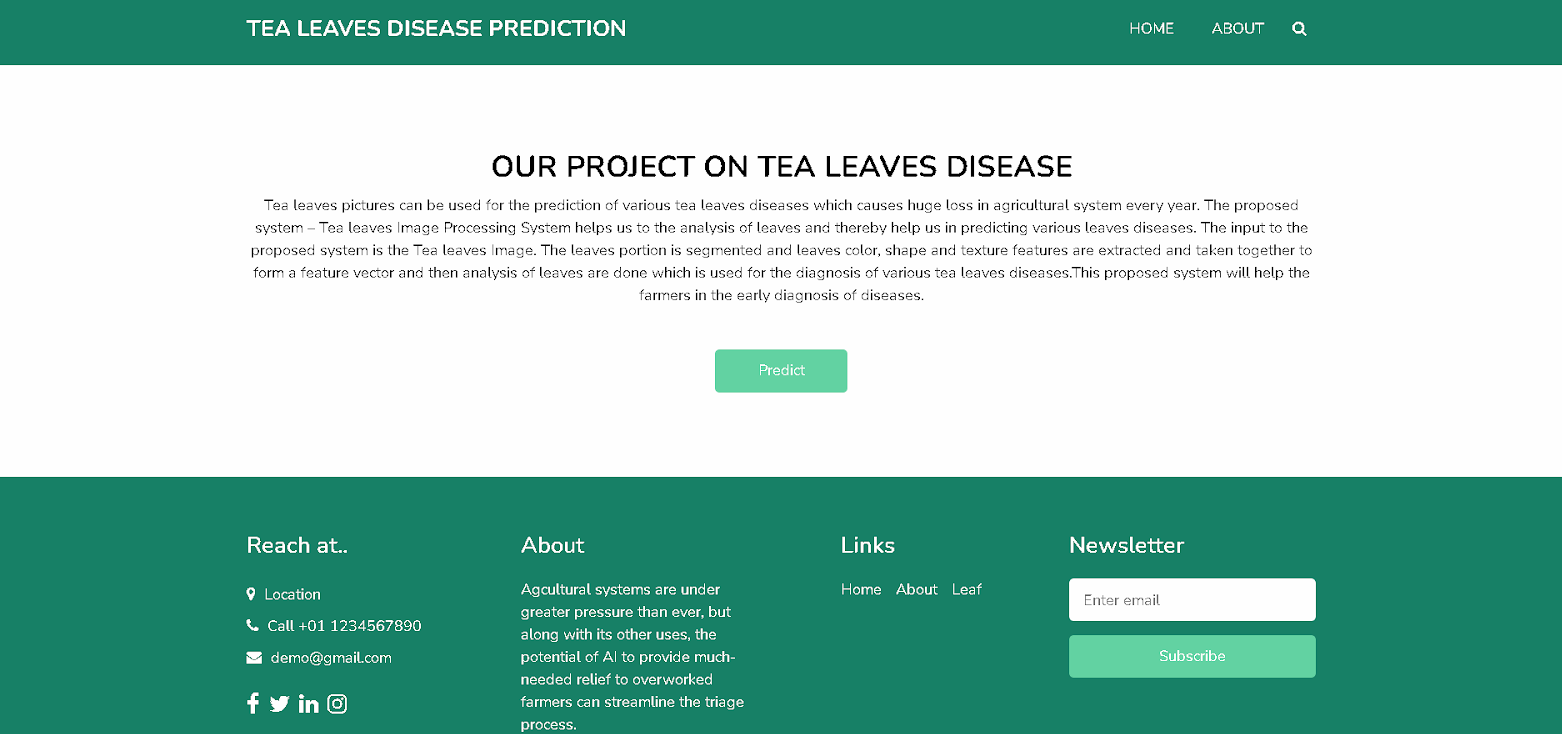 TEA LEAVES DISEASE PREDICTION
HOME ABOUT
OUR PROJECT ON TEA LEAVES DISEASE
Tea leaves pictures can be used for the prediction of various tea leaves diseases which causes huge loss in agricultural system every year. The proposed
system – Tea leaves Image Processing System helps us to the analysis of leaves and thereby help us in predicting various leaves diseases. The input to the
proposed system is the Tea leaves Image. The leaves portion is segmented and leaves color, shape and texture features are extracted and taken together to
form a feature vector and then analysis of leaves are done which is used for the diagnosis of various tea leaves diseases.This proposed system will help the
farmers in the early diagnosis of diseases.
Predict
Reach at..
Location
Call +01 1234567890
demo@gmail.com
About
Agcultural systems are under
greater pressure than ever, but
along with its other uses, the
potential of AI to provide much-
needed relief to overworked
farmers can streamline the triage
process.
Links
Home About Leaf
Newsletter
Enter email
Subscribe